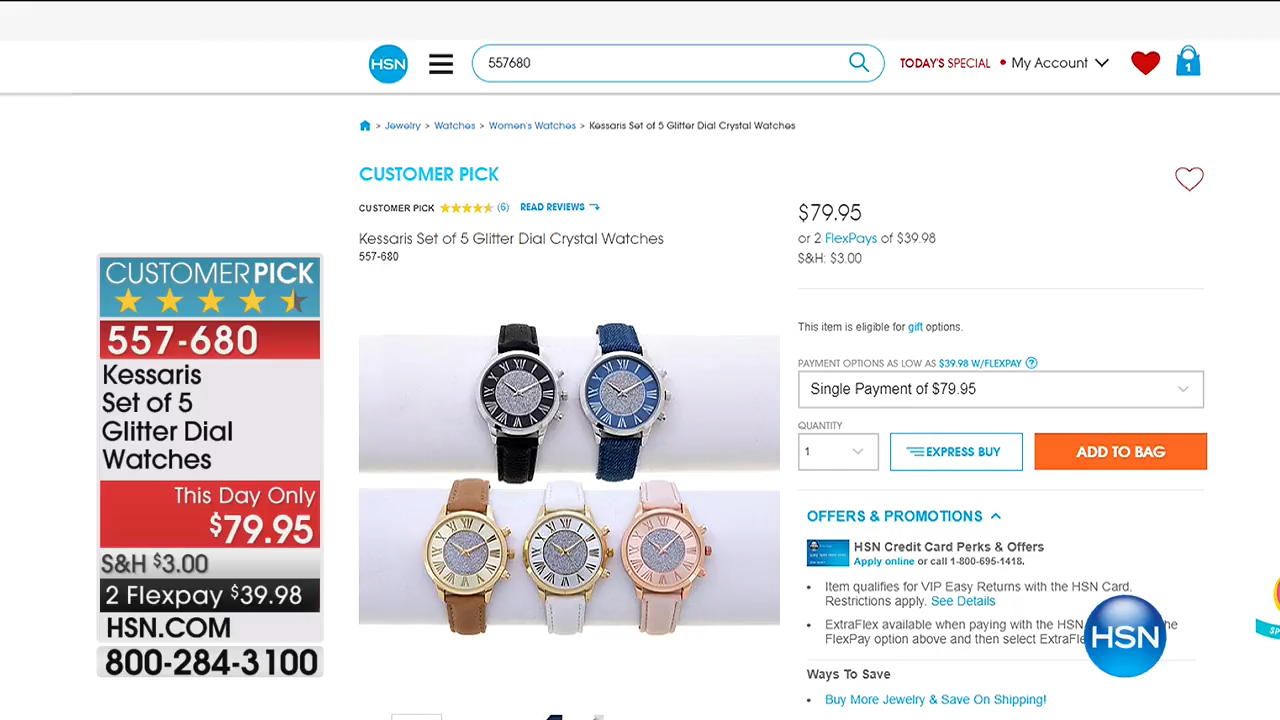 HSN
557680
TODAY'S SPECIAL • My Account
1
> Jewelry > Watches > Women's Watches > Kessaris Set of 5 Glitter Dial Crystal Watches
CUSTOMER PICK
CUSTOMER PICK (6) READ REVIEWS
Kessaris Set of 5 Glitter Dial Crystal Watches
557-680
$79.95
or 2 FlexPays of $39.98
S&H: $3.00
This item is eligible for gift options.
PAYMENT OPTIONS AS LOW AS $39.98 W/FLEXPAY ?
Single Payment of $79.95
QUANTITY
1
EXPRESS BUY
ADD TO BAG
OFFERS & PROMOTIONS
HSN Credit Card Perks & Offers
Apply online or call 1-800-695-1418.
• Item qualifies for VIP Easy Returns with the HSN Card.
Restrictions apply. See Details
• ExtraFlex available when paying with the HSN
he
FlexPay option above and then select ExtraFle
HSN
Ways To Save
• Buy More Jewelry & Save On Shipping!
CUSTOMER PICK
557-680
Kessaris
Set of 5
Glitter Dial
Watches
This Day Only
$79.95
S&H $3.00
2 Flexpay $39.98
HSN.COM
800-284-3100